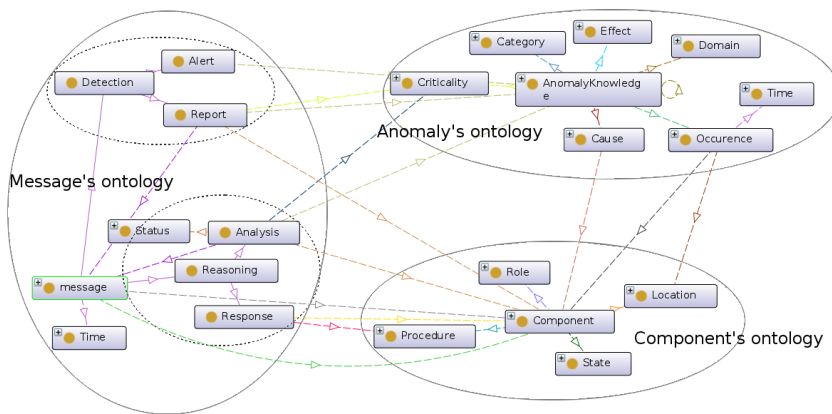 Category
Effect
Domain
Alert
Detection
Criticality
AnomalyKnowledg
e
Time
Report
Anomaly's ontology
Cause
Occurence
Message's ontology
Status
Analysis
Reasoning
Role
message
Location
Response
Component
Time
Procedure
Component's ontology
State